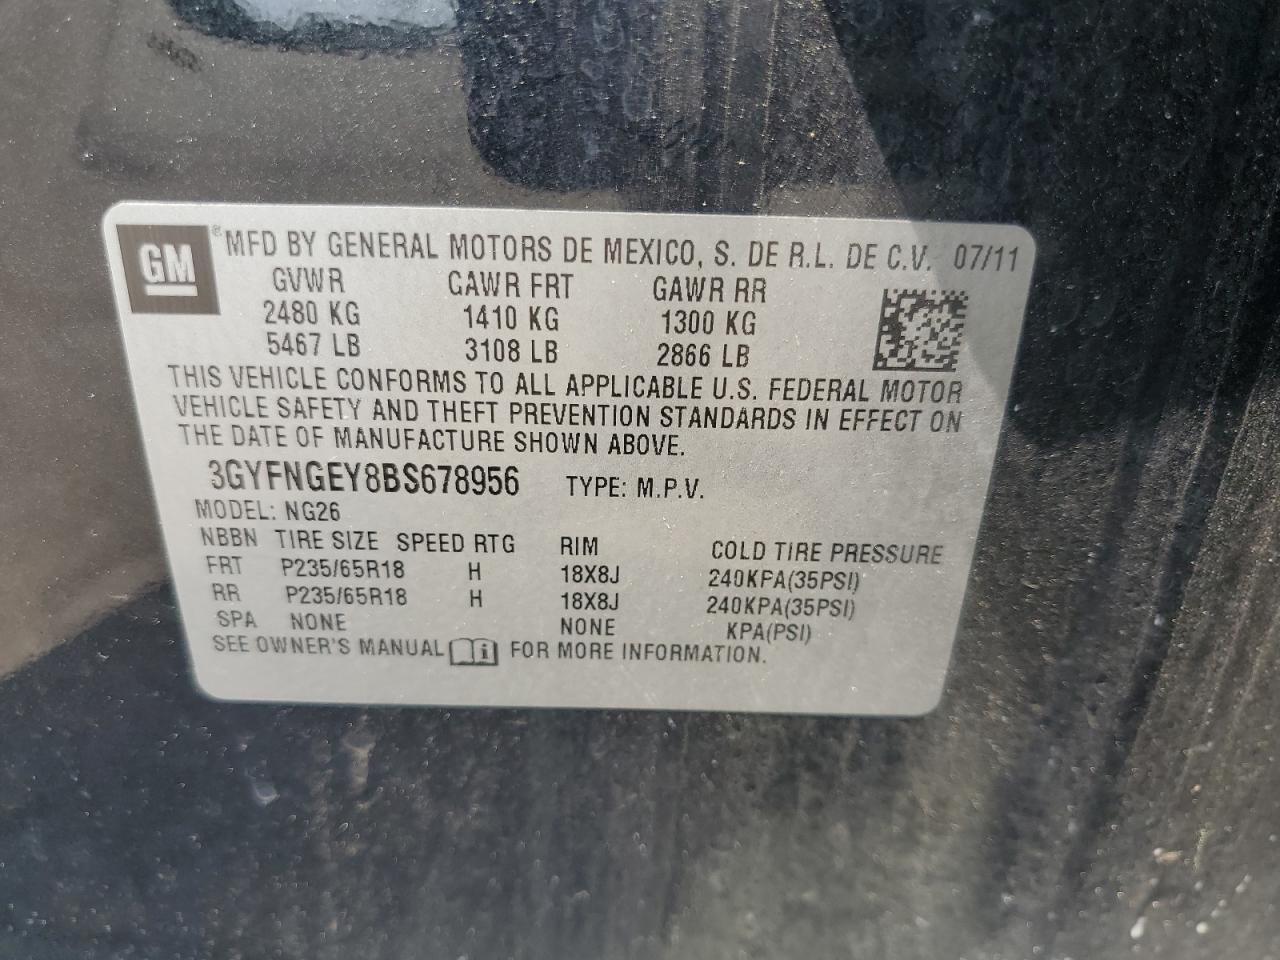 GM ® MFD BY GENERAL MOTORS DE MEXICO, S. DE R.L. DE C.V. 07/11
GVWR GAWR FRT GAWR RR
2480 KG 1410 KG 1300 KG
5467 LB 3108 LB 2866 LB
THIS VEHICLE CONFORMS TO ALL APPLICABLE U.S. FEDERAL MOTOR
VEHICLE SAFETY AND THEFT PREVENTION STANDARDS IN EFFECT ON
THE DATE OF MANUFACTURE SHOWN ABOVE.
3GYFNGEY8BS678956 TYPE: M.P.V.
MODEL: NG26
NBBN TIRE SIZE SPEED RTG RIM COLD TIRE PRESSURE
FRT P235/65R18 H 18X8J 240KPA(35PSI)
RR P235/65R18 H 18X8J 240KPA(35PSI)
SPA NONE NONE KPA(PSI)
SEE OWNER'S MANUAL i FOR MORE INFORMATION.